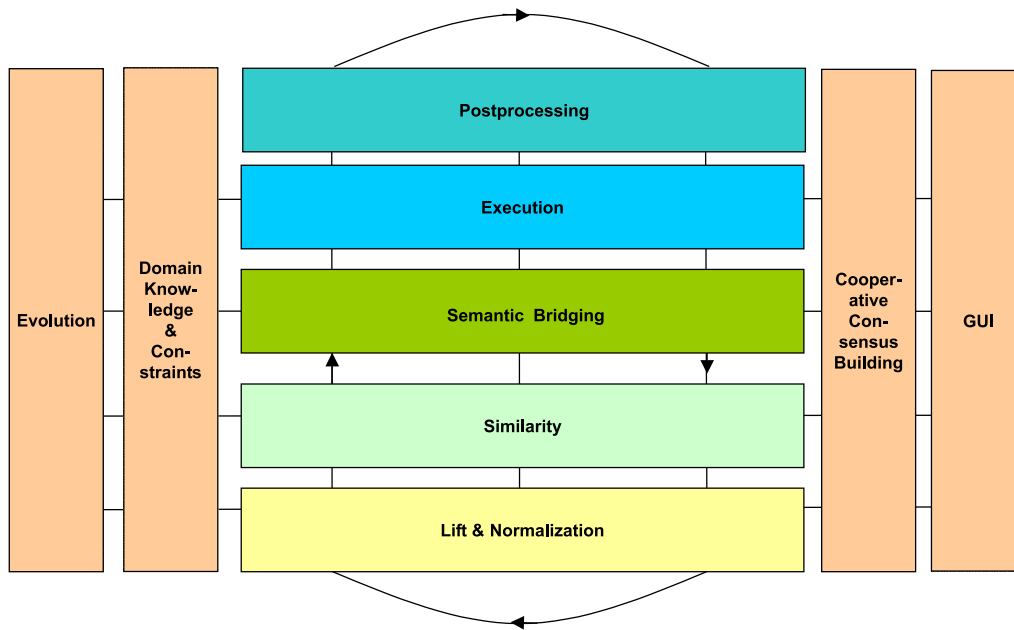 Postprocessing
Execution
Semantic Bridging
Similarity
Lift & Normalization
Evolution
Domain
Know-
ledge
&
Con-
straints
Cooper-
ative
Con-
sensus
Building
GUI